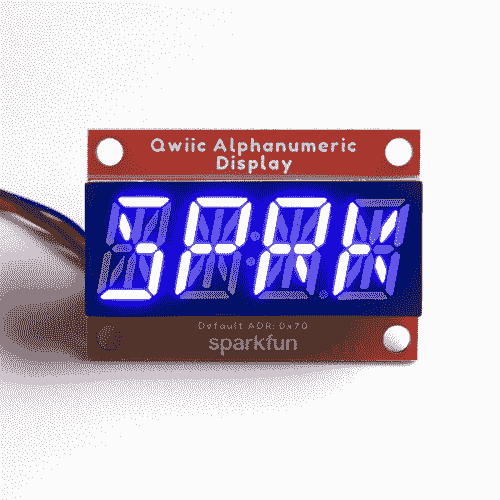 Qwiic Alphanumeric
Display
SPRK
Default ADR: 0x70
sparkfun